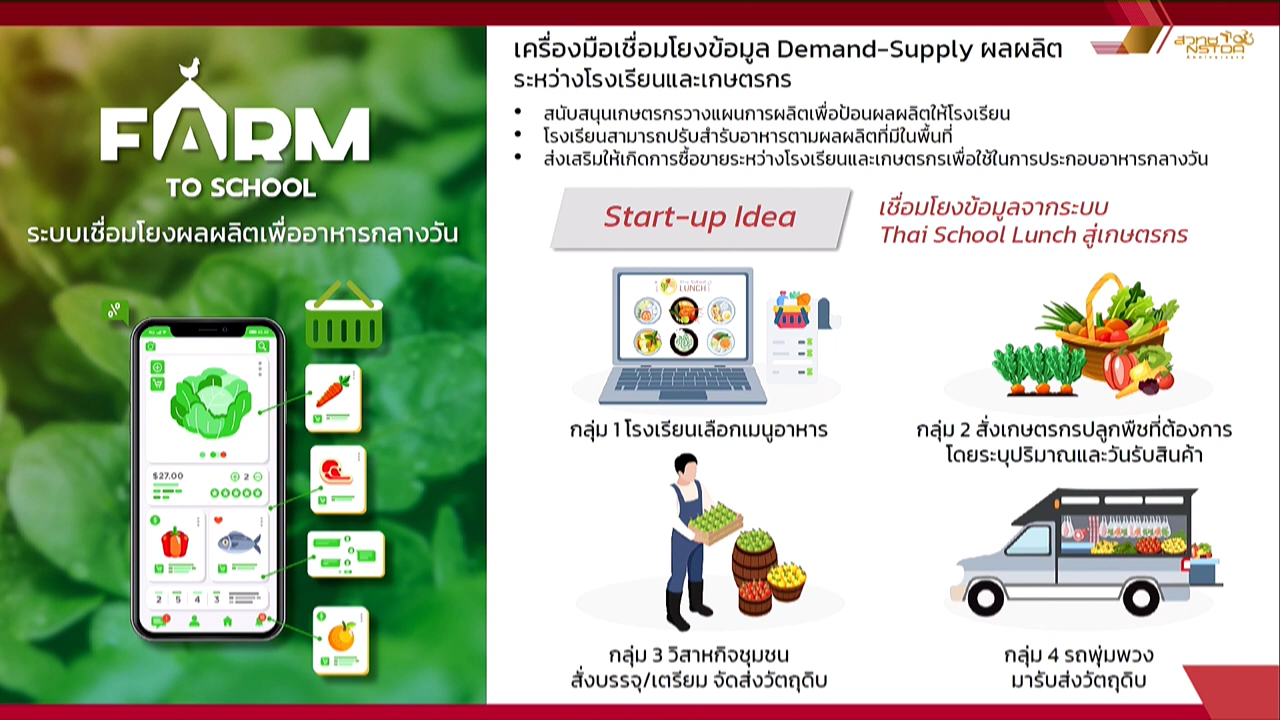 FARM
TO SCHOOL
ระบบเชื่อมโยงผลผลิตเพื่ออาหารกลางวัน
$27.00
2
2 5 4 3
เครื่องมือเชื่อมโยงข้อมูล Demand-Supply ผลผลิต
ระหว่างโรงเรียนและเกษตรกร
• สนับสนุนเกษตรกรวางแผนการผลิตเพื่อป้อนผลผลิตให้โรงเรียน
• โรงเรียนสามารถปรับสำรับอาหารตามผลผลิตที่มีในพื้นที่
• ส่งเสริมให้เกิดการซื้อขายระหว่างโรงเรียนและเกษตรกรเพื่อใช้ในการประกอบอาหารกลางวัน
สวทช
NSTDA
Anniversary
Start-up Idea
เชื่อมโยงข้อมูลจากระบบ
Thai School Lunch สู่เกษตรกร
LUNCH
กลุ่ม 1 โรงเรียนเลือกเมนูอาหาร
กลุ่ม 2 สั่งเกษตรกรปลูกพืชที่ต้องการ
โดยระบุปริมาณและวันรับสินค้า
กลุ่ม 3 วิสาหกิจชุมชน
สั่งบรรจุ/เตรียม จัดส่งวัตถุดิบ
กลุ่ม 4 รถพุ่มพวง
มารับส่งวัตถุดิบ